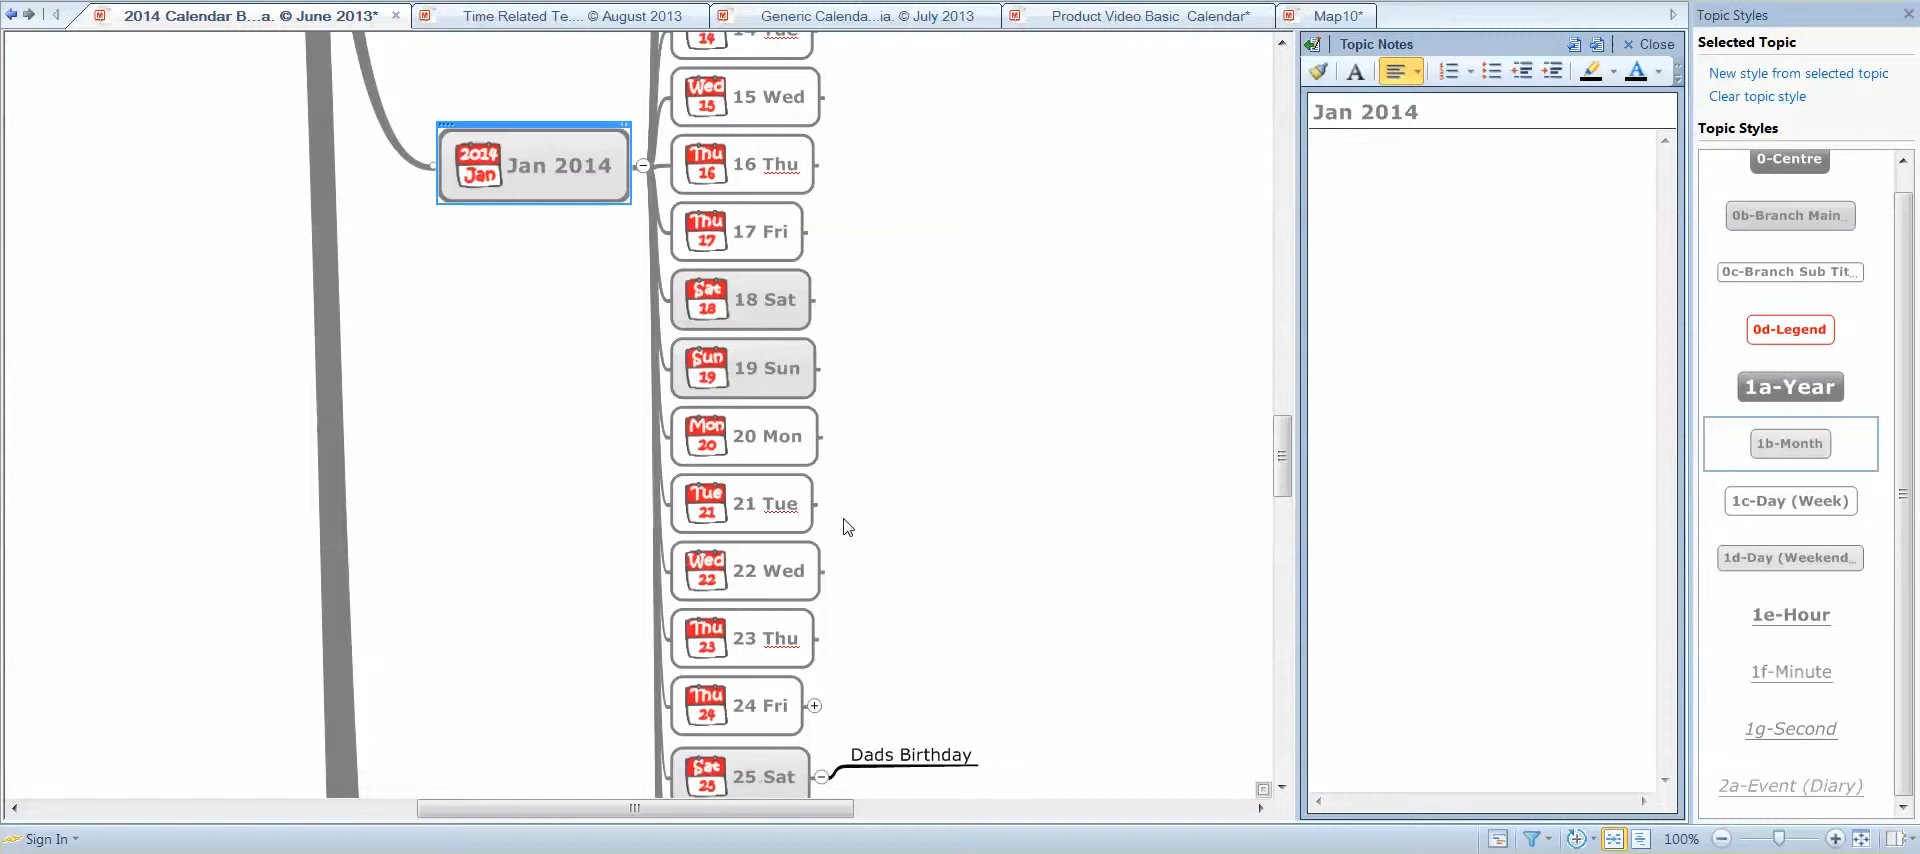 2014 Calendar B....a. © June 2013*
Time Related Te.... © August 2013
Generic Calenda...ia. © July 2013
Product Video Basic Calendar*
Map10*
Topic Styles
Topic Notes
Close
Selected Topic
New style from selected topic
Clear topic style
Topic Styles
Jan 2014
14 Tue
14
Wed 15
15 Wed
2014 Jan
Jan 2014
Thu 16
16 Thu
Thu 17
17 Fri
Sat 18
18 Sat
Sun 19
19 Sun
Mon 20
20 Mon
Tue 21
21 Tue
Wed 22
22 Wed
Thu 23
23 Thu
Thu 24
24 Fri
Sat 25
25 Sat
Dads Birthday
0-Centre
0b-Branch Main...
0c-Branch Sub Tit...
0d-Legend
1a-Year
1b-Month
1c-Day (Week)
1d-Day (Weekend...
1e-Hour
1f-Minute
1g-Second
2a-Event (Diary)
Sign In
100%